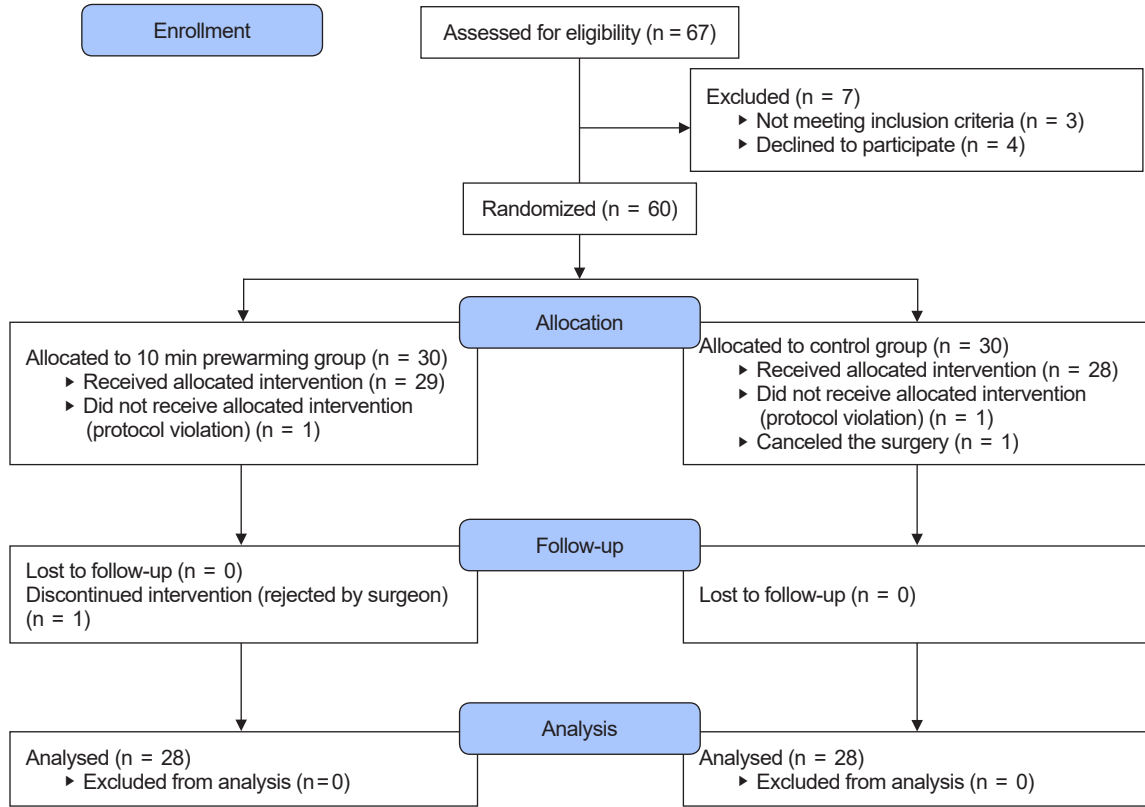 Enrollment
Assessed for eligibility (n = 67)
Excluded (n = 7)
▸ Not meeting inclusion criteria (n = 3)
▸ Declined to participate (n = 4)
Randomized (n = 60)
Allocation
Allocated to 10 min prewarming group (n = 30)
▸ Received allocated intervention (n = 29)
▸ Did not receive allocated intervention
(protocol violation) (n = 1)
Allocated to control group (n = 30)
▸ Received allocated intervention (n = 28)
▸ Did not receive allocated intervention
(protocol violation) (n = 1)
▸ Canceled the surgery (n = 1)
Follow-up
Lost to follow-up (n = 0)
Discontinued intervention (rejected by surgeon)
(n = 1)
Lost to follow-up (n = 0)
Analysis
Analysed (n = 28)
▸ Excluded from analysis (n=0)
Analysed (n = 28)
▸ Excluded from analysis (n = 0)